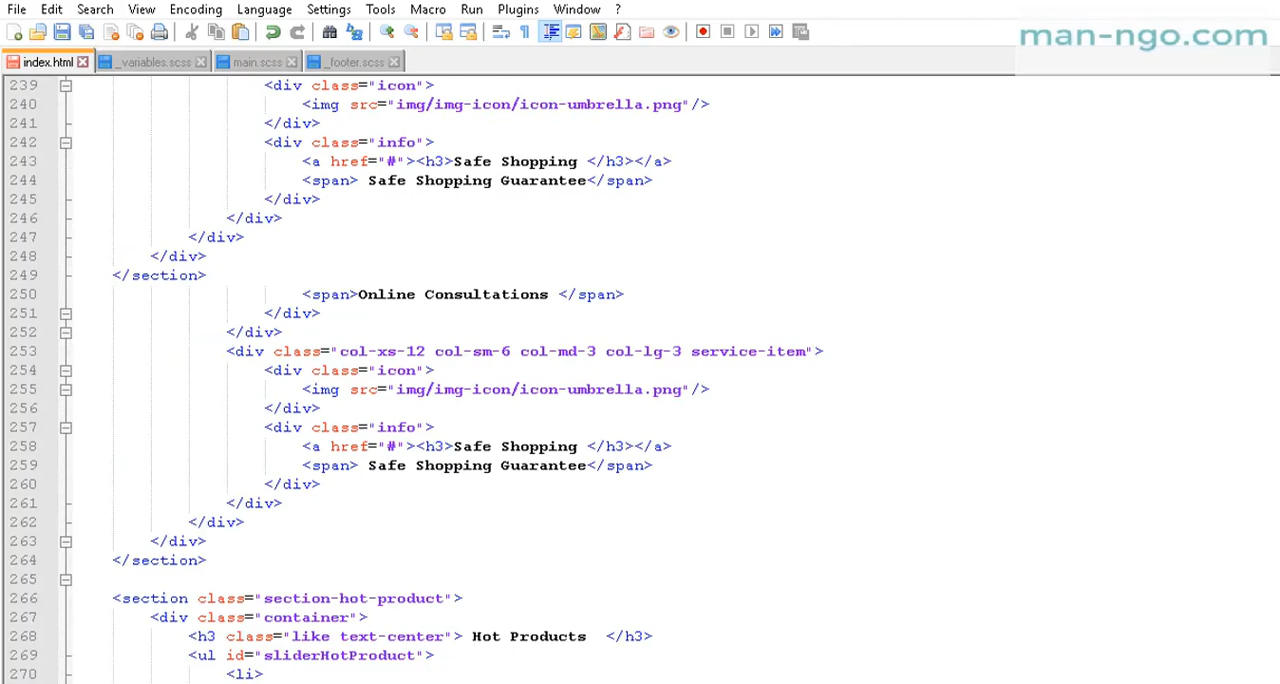 File Edit Search View Encoding Language Settings Tools Macro Run Plugins Window ?
man-ngo.com
index.html _variables.scss main.scss _footer.scss
239 <div class="icon">
240 <img src="img/img-icon/icon-umbrella.png"/>
241 </div>
242 <div class="info">
243 <a href="#"><h3>Safe Shopping </h3></a>
244 <span> Safe Shopping Guarantee</span>
245 </div>
246 </div>
247 </div>
248 </div>
249 </section>
250 <span>Online Consultations </span>
251 </div>
252 </div>
253 <div class="col-xs-12 col-sm-6 col-md-3 col-lg-3 service-item">
254 <div class="icon">
255 <img src="img/img-icon/icon-umbrella.png"/>
256 </div>
257 <div class="info">
258 <a href="#"><h3>Safe Shopping </h3></a>
259 <span> Safe Shopping Guarantee</span>
260 </div>
261 </div>
262 </div>
263 </div>
264 </section>
265
266 <section class="section-hot-product">
267 <div class="container">
268 <h3 class="like text-center"> Hot Products  </h3>
269 <ul id="sliderHotProduct">
270 <li>